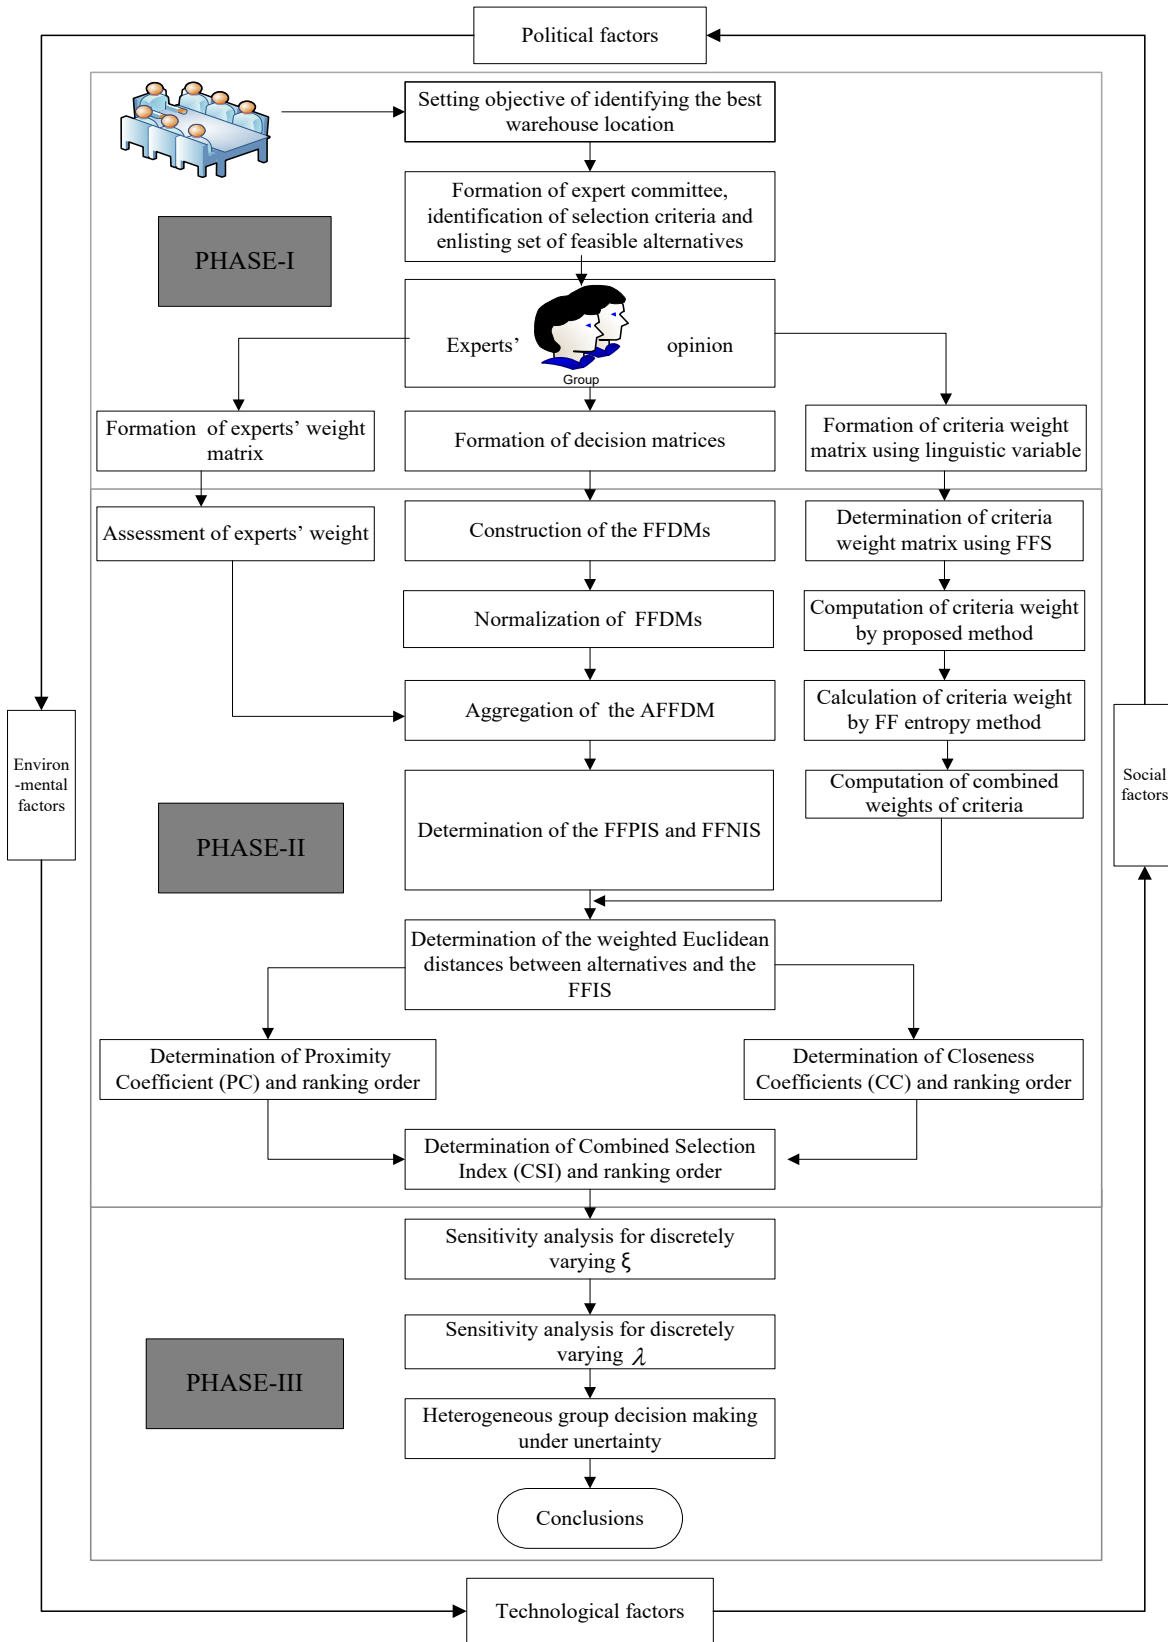 Political factors
Setting objective of identifying the best
warehouse location
Formation of expert committee,
identification of selection criteria and
enlisting set of feasible alternatives
PHASE-I
Experts’
opinion
Group
Formation of experts’ weight
matrix
Formation of decision matrices
Formation of criteria weight
matrix using linguistic variable
Assessment of experts’ weight
Construction of the FFDMs
Determination of criteria
weight matrix using FFS
Normalization of FFDMs
Computation of criteria weight
by proposed method
Aggregation of the AFFDM
Calculation of criteria weight
by FF entropy method
Environ
-mental
factors
Social
factors
Computation of combined
weights of criteria
Determination of the FFPIS and FFNIS
PHASE-II
Determination of the weighted Euclidean
distances between alternatives and the
FFIS
Determination of Proximity
Coefficient (PC) and ranking order
Determination of Closeness
Coefficients (CC) and ranking order
Determination of Combined Selection
Index (CSI) and ranking order
Sensitivity analysis for discretely
varying ξ
Sensitivity analysis for discretely
varying λ
PHASE-III
Heterogeneous group decision making
under unertainty
Conclusions
Technological factors